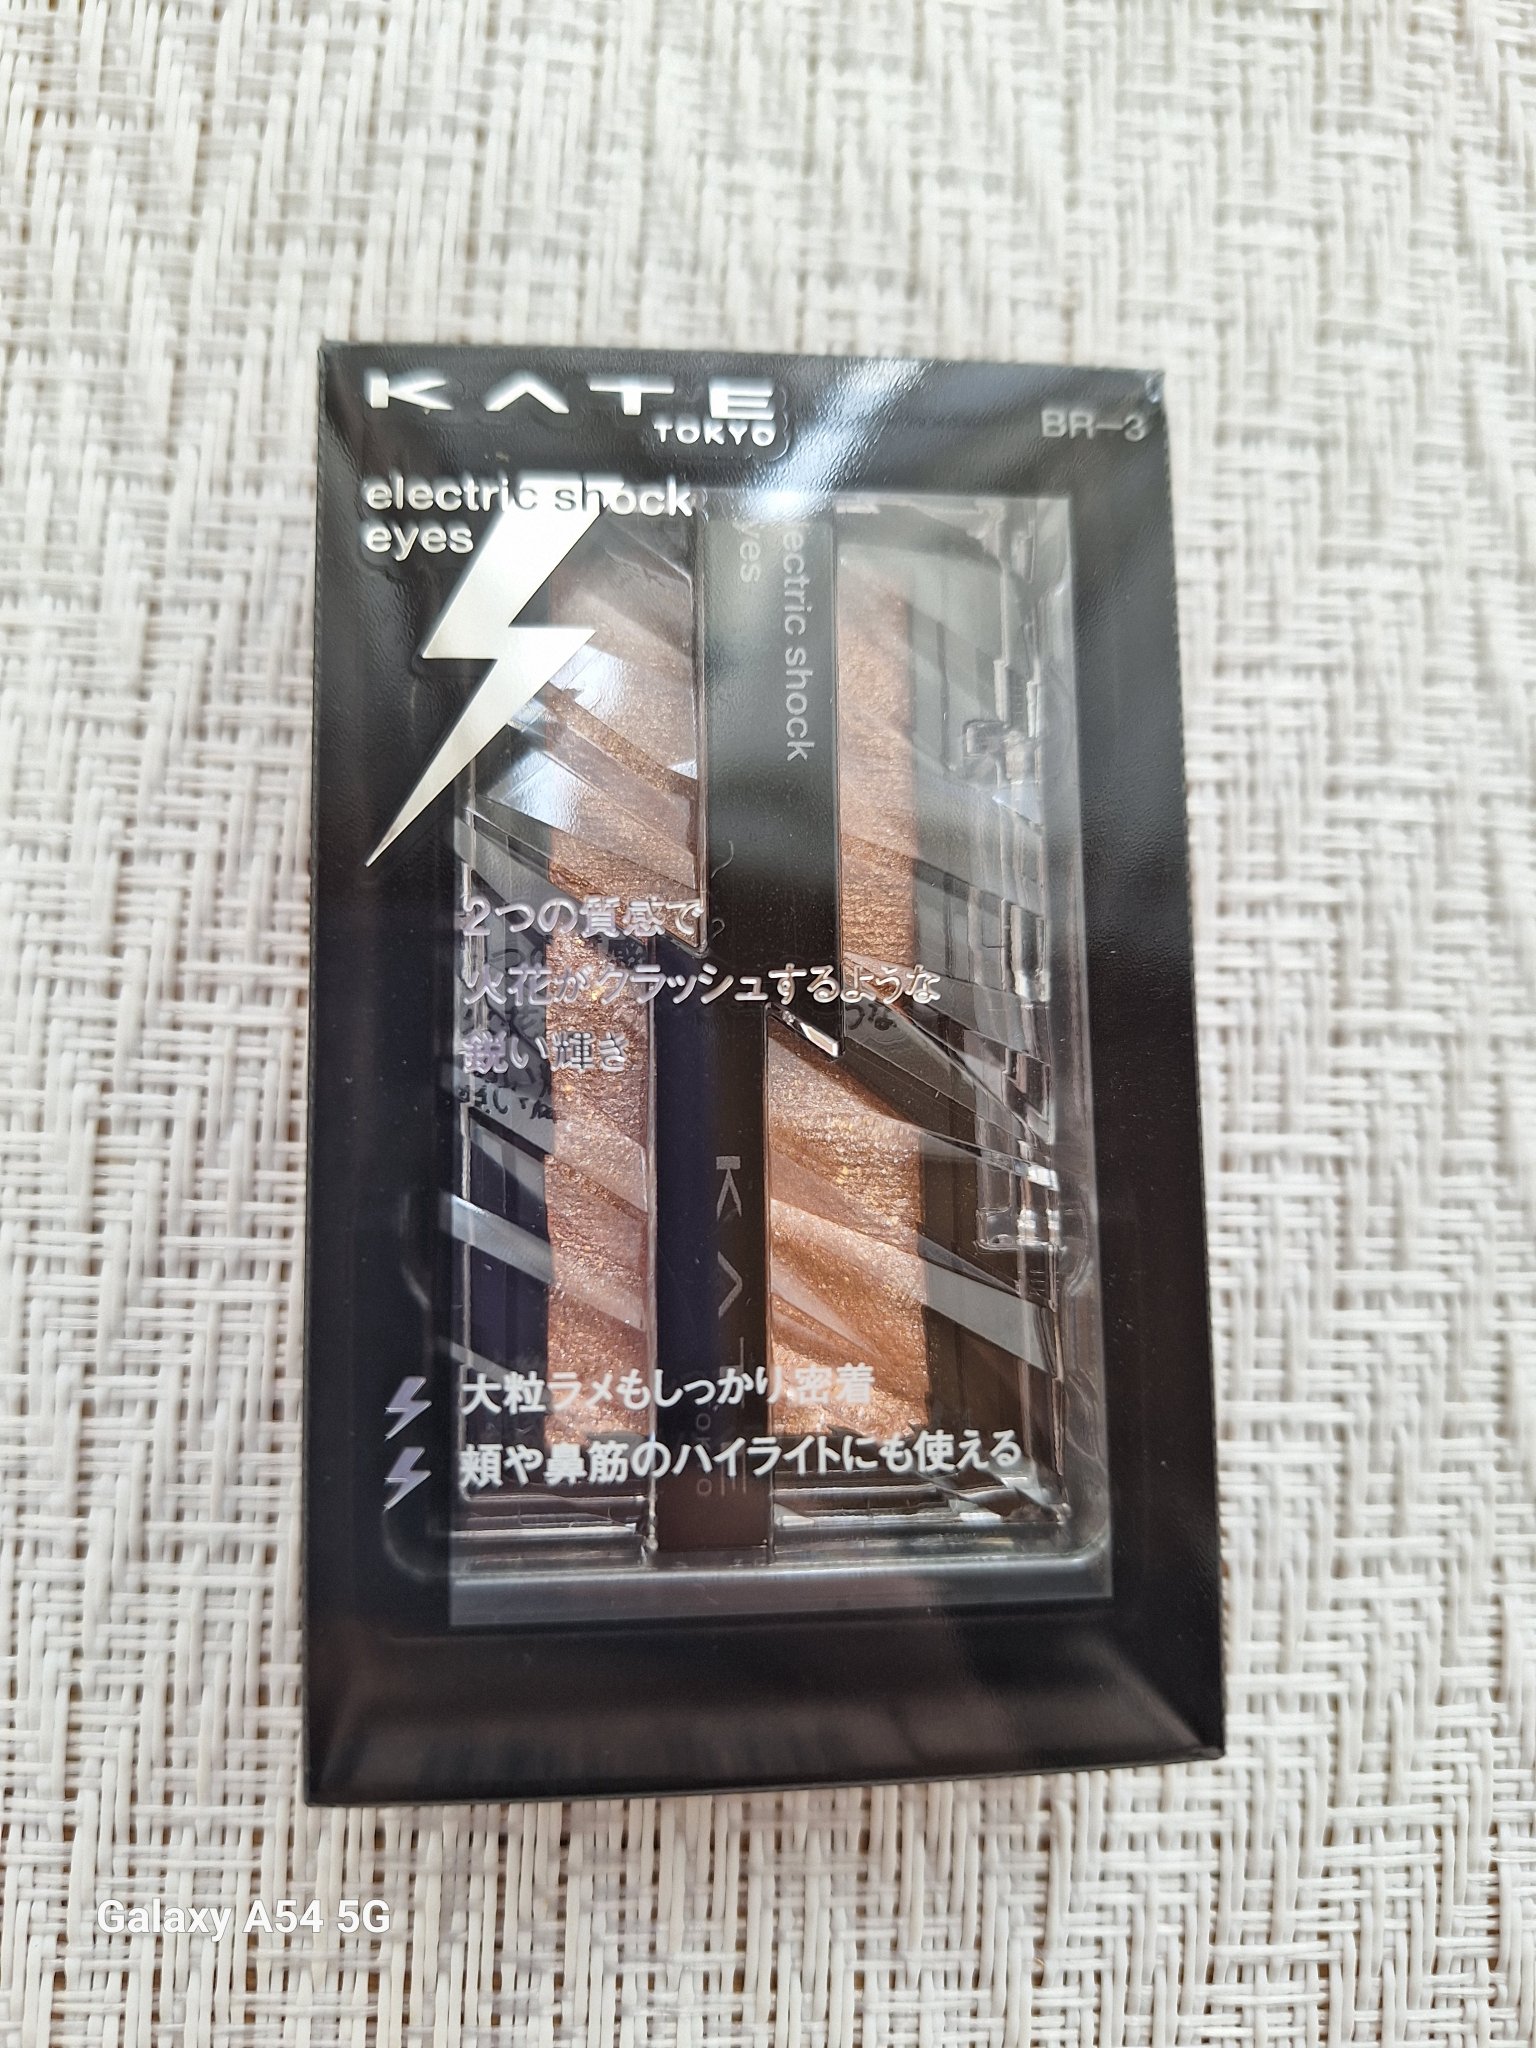 KATE
TOKYO
BR-3
electric shock
eyes
electric shock
eyes
2つの質感で
火花がクラッシュするような
鋭い輝き
KATE
TOKYO
大粒ラメもしっかり密着
頬や鼻筋のハイライトにも使える
Galaxy A54 5G